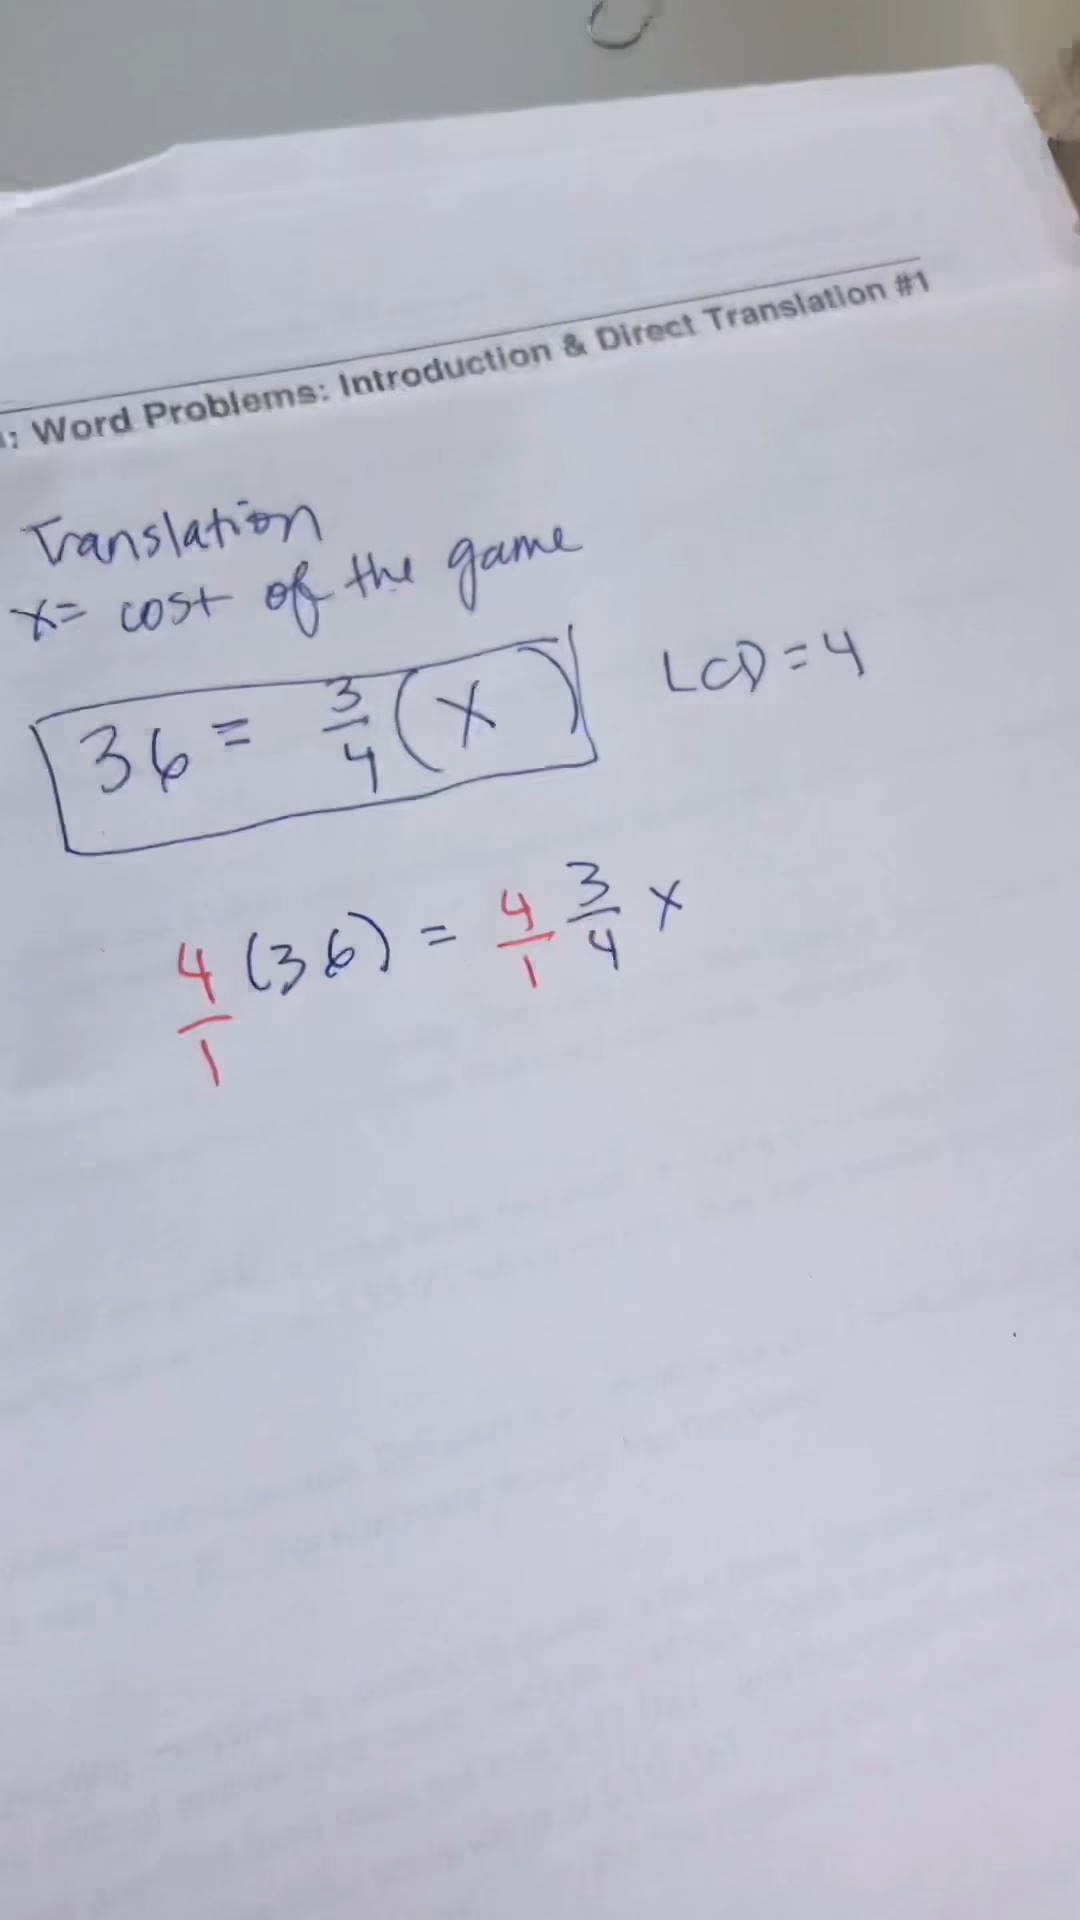 : Word Problems: Introduction & Direct Translation #1
Translation
x= cost of the game
36 = 3/4 (x) LCD = 4
4/1 (36) = 4/1 3/4 x